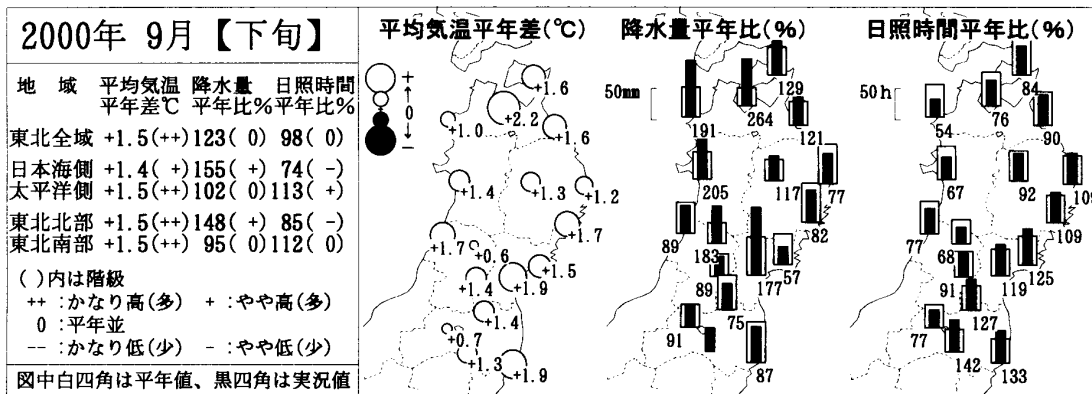 2000年 9月【下旬】
地　域　平均気温 降水量 日照時間
平年差℃ 平年比% 平年比%
東北全域 +1.5(++) 123( 0) 98( 0)
日本海側 +1.4( +) 155( +) 74( -)
太平洋側 +1.5(++) 102( 0) 113( +)
東北北部 +1.5(++) 148( +) 85( -)
東北南部 +1.5(++) 95( 0) 112( 0)
( )内は階級
++ :かなり高(多)　+ :やや高(多)
0 :平年並
-- :かなり低(少)　- :やや低(少)
図中白四角は平年値、黒四角は実況値
平均気温平年差(℃)
+
0
-
+1.6
+2.2
+1.0
+1.6
+1.4
+1.3
+1.2
+1.7
+1.7
+0.6
+1.5
+1.4
+1.9
+1.4
+0.7
+1.3
+1.9
降水量平年比(%)
50mm
129
264
191
121
205
117
77
82
89
183
57
89
177
75
91
87
日照時間平年比(%)
50h
84
76
54
90
67
92
109
109
77
68
125
91
119
127
77
142
133